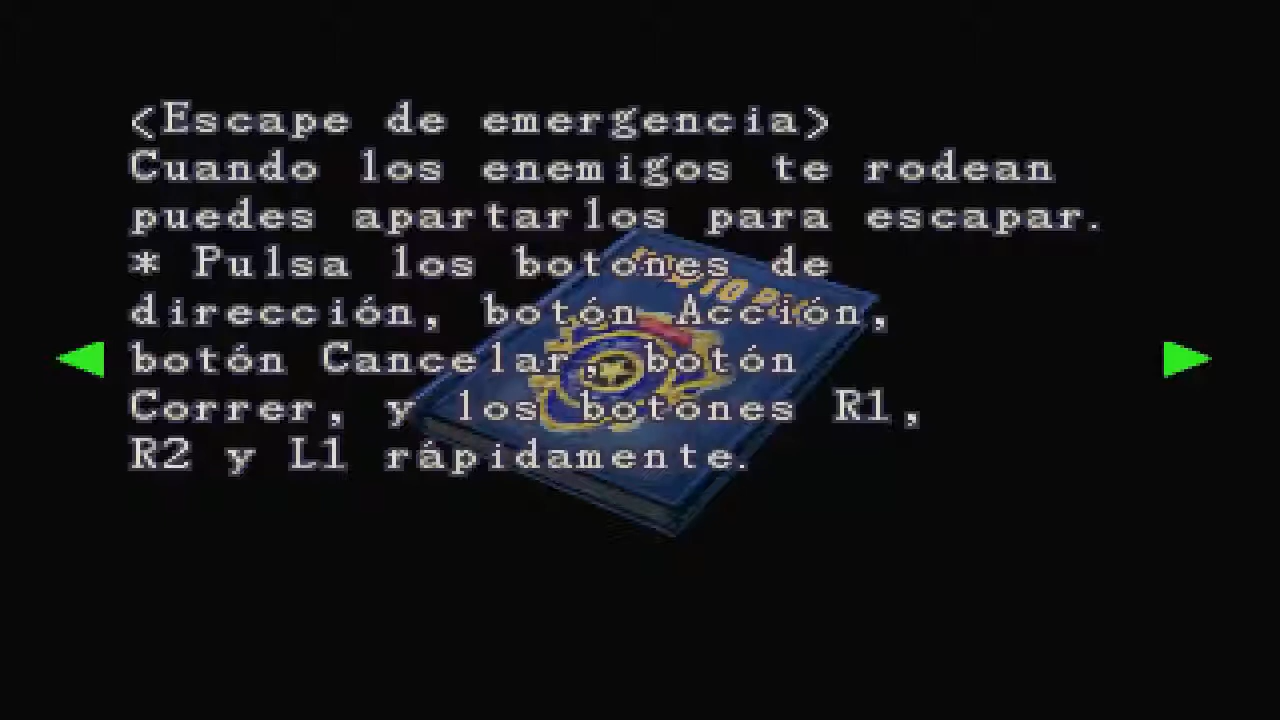 <Escape de emergencia>
Cuando los enemigos te rodean
puedes apartarlos para escapar.
* Pulsa los botones de
dirección, botón Acción,
botón Cancelar, botón
Correr, y los botones R1,
R2 y L1 rápidamente.